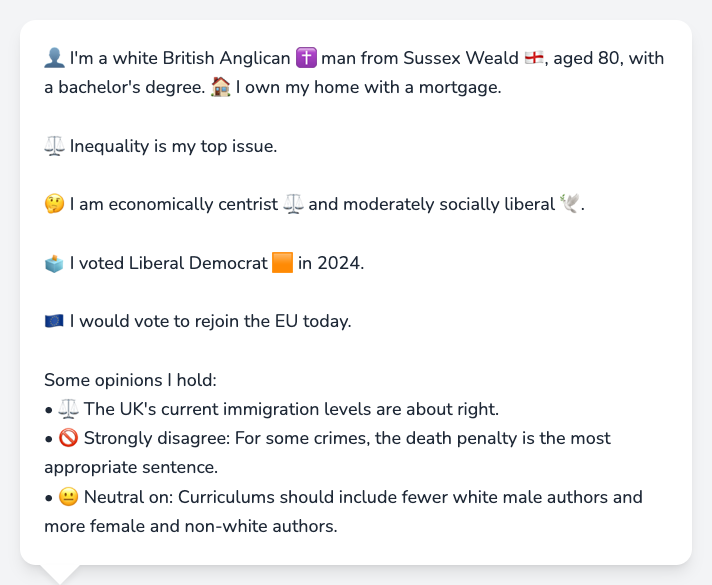 👤 I'm a white British Anglican ✝️ man from Sussex Weald 🏴󠁧󠁢󠁥󠁮󠁧󠁿, aged 80, with
a bachelor's degree. 🏠 I own my home with a mortgage.
⚖️ Inequality is my top issue.
🤔 I am economically centrist ⚖️ and moderately socially liberal 🕊️.
🗳️ I voted Liberal Democrat 🟧 in 2024.
🇪🇺 I would vote to rejoin the EU today.
Some opinions I hold:
• ⚖️ The UK's current immigration levels are about right.
• 🚫 Strongly disagree: For some crimes, the death penalty is the most
appropriate sentence.
• 😐 Neutral on: Curriculums should include fewer white male authors and
more female and non-white authors.